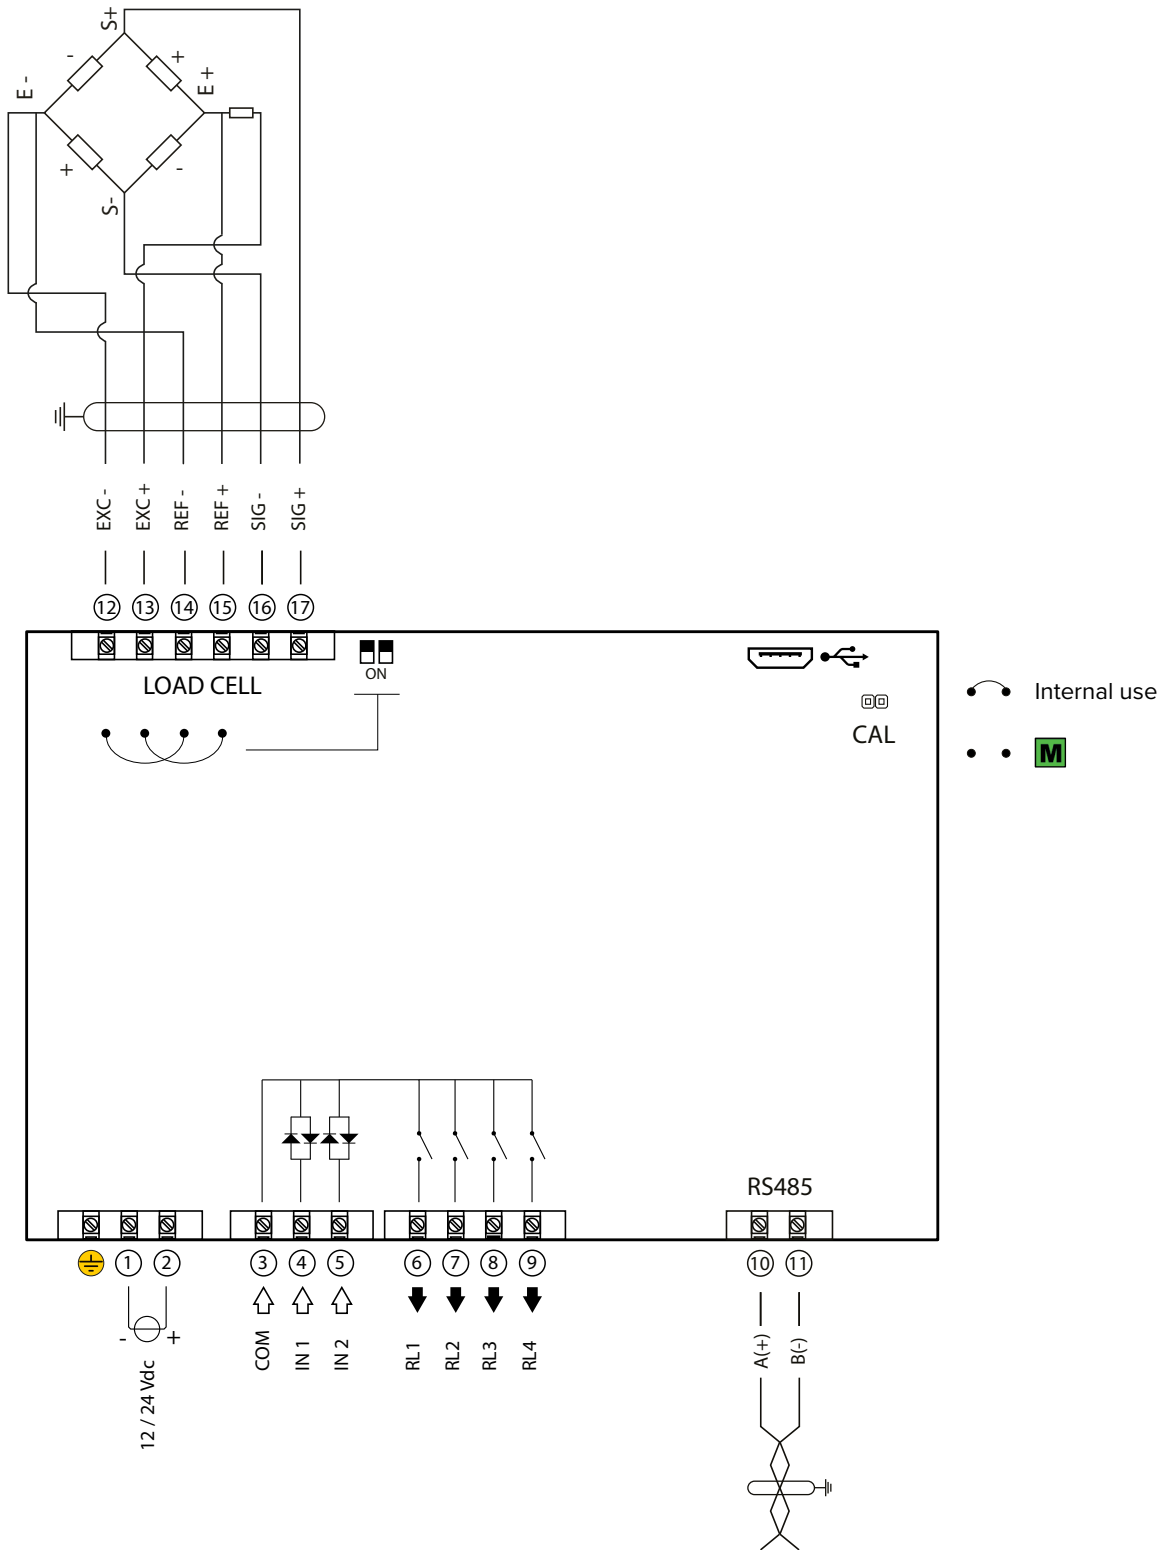 S+
- +
E - E +
+ -
S-
EXC - EXC + REF - REF + SIG - SIG +
12 13 14 15 16 17
LOAD CELL
ON
CAL
Internal use
M
RS485
1 2 3 4 5 6 7 8 9 10 11
- +
12 / 24 Vdc
COM IN 1 IN 2 RL1 RL2 RL3 RL4
A(+) B(-)